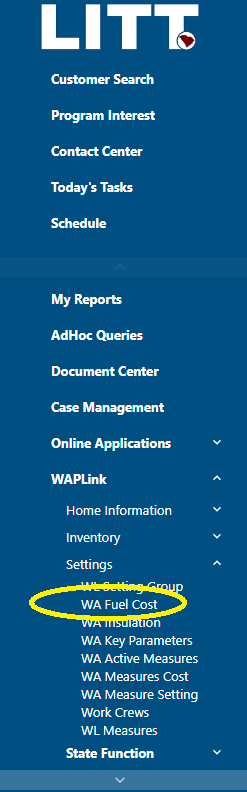 LITT
Customer Search
Program Interest
Contact Center
Today's Tasks
Schedule
My Reports
AdHoc Queries
Document Center
Case Management
Online Applications
WAPLink
Home Information
Inventory
Settings
WL Setting Group
WA Fuel Cost
WA Insulation
WA Key Parameters
WA Active Measures
WA Measures Cost
WA Measure Setting
Work Crews
WL Measures
State Function